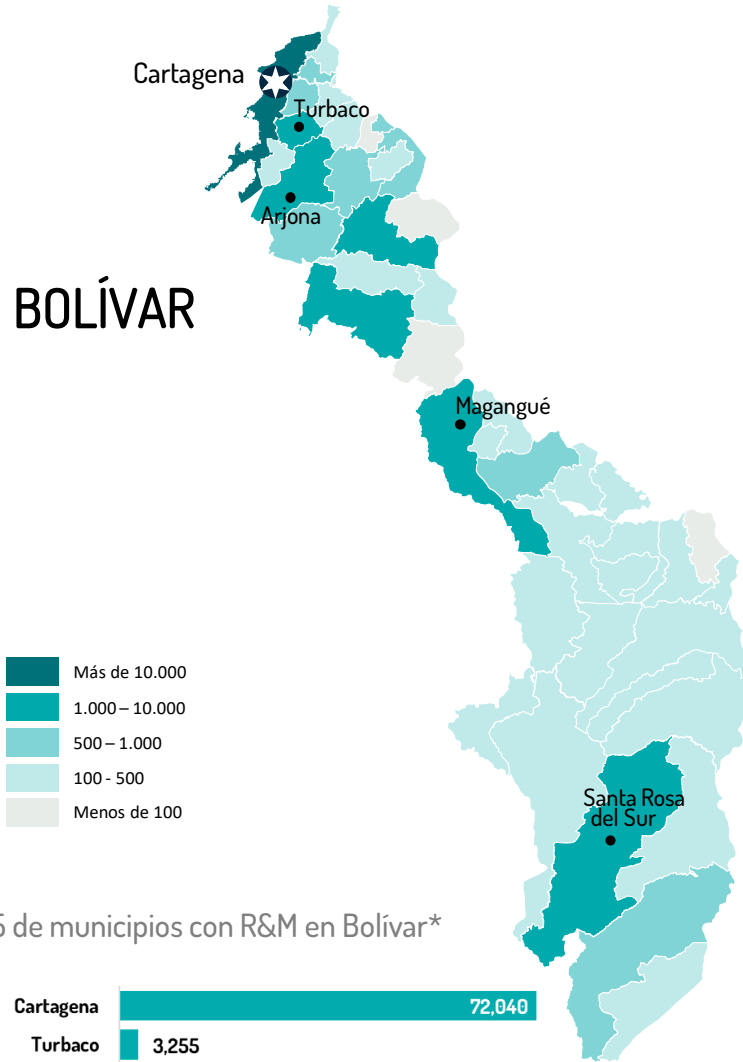 Cartagena
Turbaco
Arjona
BOLÍVAR
Magangué
Más de 10.000
1.000 – 10.000
500 – 1.000
100 - 500
Menos de 100
Santa Rosa
del Sur
5 de municipios con R&M en Bolívar*
Cartagena 72,040
Turbaco 3,255